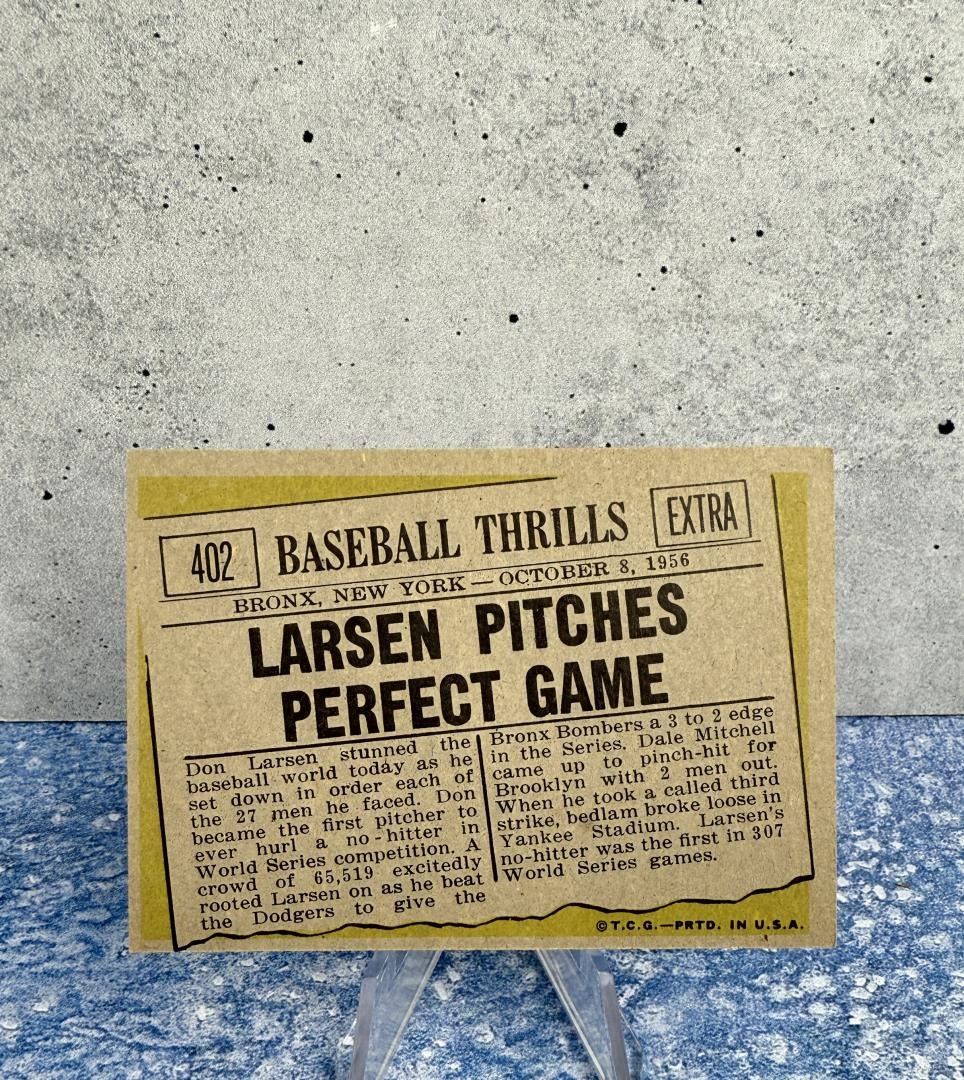 402 BASEBALL THRILLS EXTRA
BRONX, NEW YORK — OCTOBER 8, 1956
LARSEN PITCHES
PERFECT GAME
Don Larsen stunned the
baseball world today as he
set down in order each of
the 27 men he faced. Don
became the first pitcher to
ever hurl a no-hitter in
World Series competition. A
crowd of 65,519 excitedly
rooted Larsen on as he beat
the Dodgers to give the
Bronx Bombers a 3 to 2 edge
in the Series. Dale Mitchell
came up to pinch-hit for
Brooklyn with 2 men out.
When he took a called third
strike, bedlam broke loose in
Yankee Stadium. Larsen's
no-hitter was the first in 307
World Series games.
©T.C.G.—PRTD. IN U.S.A.